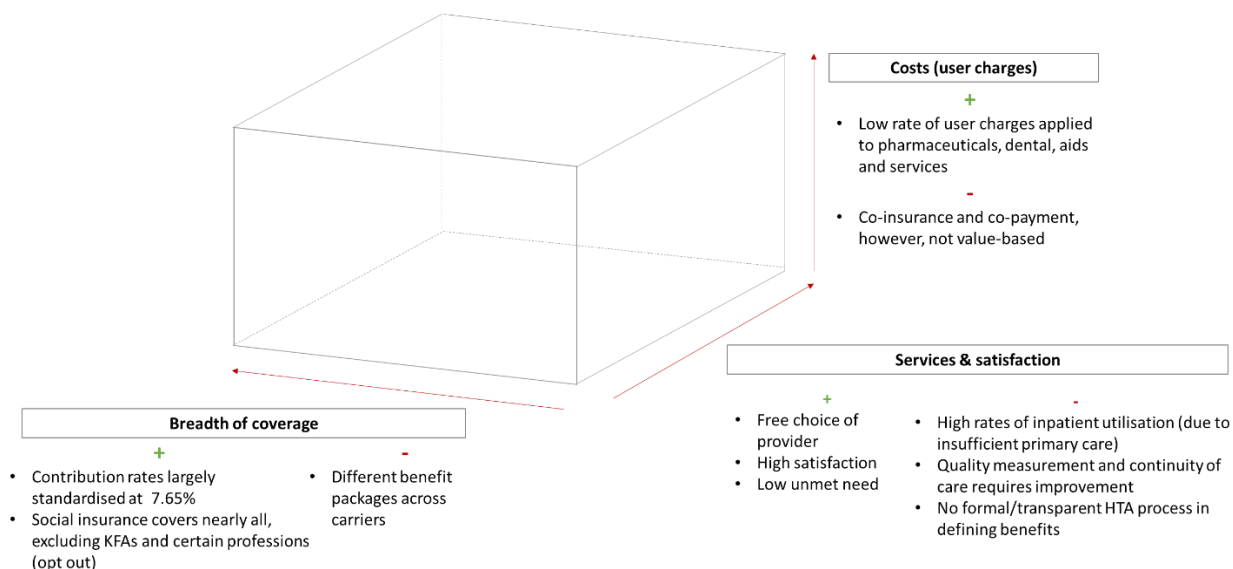 Costs (user charges)
+
• Low rate of user charges applied
to pharmaceuticals, dental, aids
and services
-
• Co-insurance and co-payment,
however, not value-based
Services & satisfaction
+
• Free choice of
provider
• High satisfaction
• Low unmet need
-
• High rates of inpatient utilisation (due to
insufficient primary care)
• Quality measurement and continuity of
care requires improvement
• No formal/transparent HTA process in
defining benefits
Breadth of coverage
+
• Contribution rates largely
standardised at 7.65%
• Social insurance covers nearly all,
excluding KFAs and certain professions
(opt out)
-
• Different benefit
packages across
carriers